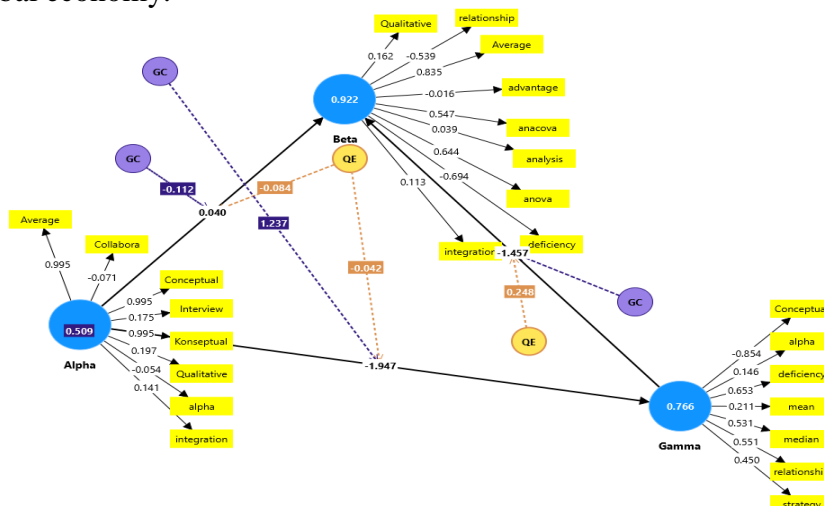 bal economy.
Qualitative
relationship
Average
advantage
anacova
analysis
anova
deficiency
integration
0.162
-0.539
0.835
-0.016
0.547
0.039
0.644
-0.694
0.113
0.922
Beta
GC
GC
QE
-0.112
-0.084
0.040
1.237
-0.042
-1.457
0.248
GC
QE
-1.947
Average
Collabora
Conceptual
Interview
Konseptual
Qualitative
alpha
integration
0.995
-0.071
0.995
0.175
0.995
0.197
-0.054
0.141
0.509
Alpha
0.766
Gamma
-0.854
0.146
0.653
0.211
0.531
0.551
0.450
Conceptual
alpha
deficiency
mean
median
relationship
strategy